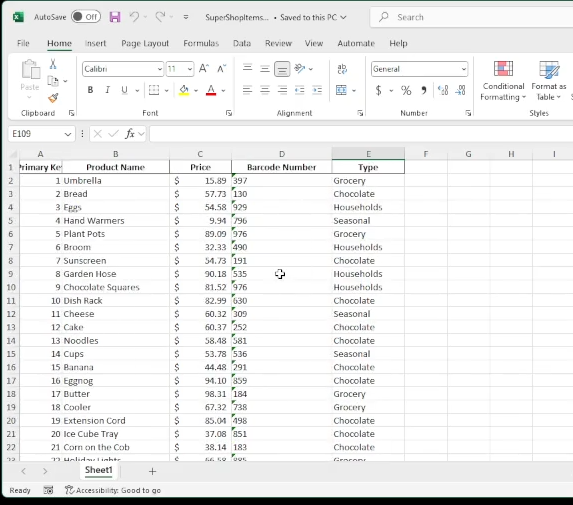 AutoSave Off SuperShopItems... • Saved to this PC Search
File Home Insert Page Layout Formulas Data Review View Automate Help
Calibri 11 A A ab General
Paste B I U A $ % , Conditional Formatting Format as Table
Clipboard Font Alignment Number Styles
E109 fx
A B C D E F G H I
1 Primary Key Product Name Price Barcode Number Type
2 1 Umbrella $ 15.89 397 Grocery
3 2 Bread $ 57.73 130 Chocolate
4 3 Eggs $ 54.58 929 Households
5 4 Hand Warmers $ 9.94 796 Seasonal
6 5 Plant Pots $ 89.09 976 Grocery
7 6 Broom $ 32.33 490 Households
8 7 Sunscreen $ 54.73 191 Chocolate
9 8 Garden Hose $ 90.18 535 Households
10 9 Chocolate Squares $ 81.52 976 Households
11 10 Dish Rack $ 82.99 630 Chocolate
12 11 Cheese $ 60.32 309 Seasonal
13 12 Cake $ 60.37 252 Chocolate
14 13 Noodles $ 58.48 581 Chocolate
15 14 Cups $ 53.78 536 Seasonal
16 15 Banana $ 44.48 291 Chocolate
17 16 Eggnog $ 94.10 859 Chocolate
18 17 Butter $ 98.31 184 Grocery
19 18 Cooler $ 67.32 738 Grocery
20 19 Extension Cord $ 85.04 498 Chocolate
21 20 Ice Cube Tray $ 37.08 851 Chocolate
22 21 Corn on the Cob $ 38.14 183 Chocolate
23 22 Holiday Lights $ 66.58 885 Grocery
Sheet1 +
Ready Accessibility: Good to go